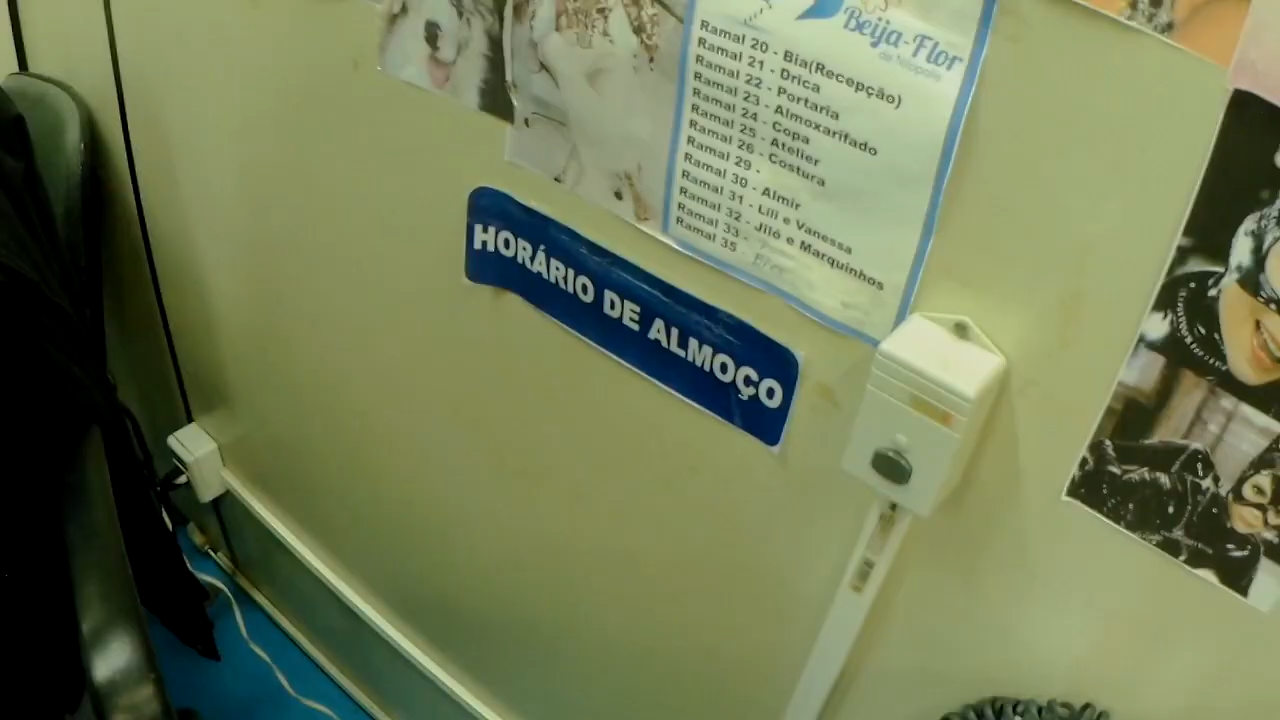 Beija-Flor
de Nilópolis
Ramal 20 - Bia(Recepção)
Ramal 21 - Drica
Ramal 22 - Portaria
Ramal 23 - Almoxarifado
Ramal 24 - Copa
Ramal 25 - Atelier
Ramal 26 - Costura
Ramal 29 -
Ramal 30 - Almir
Ramal 31 - Lili e Vanessa
Ramal 32 - Jiló e Marquinhos
Ramal 33 -
Ramal 35
HORÁRIO DE ALMOÇO